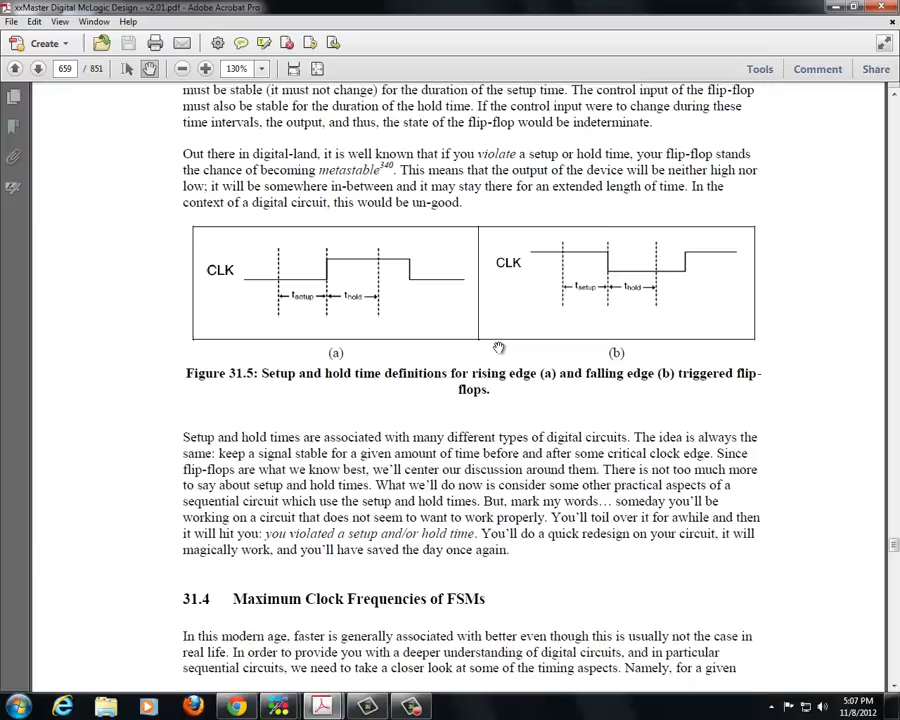 xxMaster Digital McLogic Design - v2.01.pdf - Adobe Acrobat Pro
File Edit View Window Help
Create
659 / 851 130% Tools Comment Share
must be stable (it must not change) for the duration of the setup time. The control input of the flip-flop
must also be stable for the duration of the hold time. If the control input were to change during these
time intervals, the output, and thus, the state of the flip-flop would be indeterminate.
Out there in digital-land, it is well known that if you violate a setup or hold time, your flip-flop stands
the chance of becoming metastable340. This means that the output of the device will be neither high nor
low; it will be somewhere in-between and it may stay there for an extended length of time. In the
context of a digital circuit, this would be un-good.
CLK
tsetup thold
CLK
tsetup thold
(a) (b)
Figure 31.5: Setup and hold time definitions for rising edge (a) and falling edge (b) triggered flip-
flops.
Setup and hold times are associated with many different types of digital circuits. The idea is always the
same: keep a signal stable for a given amount of time before and after some critical clock edge. Since
flip-flops are what we know best, we'll center our discussion around them. There is not too much more
to say about setup and hold times. What we'll do now is consider some other practical aspects of a
sequential circuit which use the setup and hold times. But, mark my words… someday you'll be
working on a circuit that does not seem to want to work properly. You'll toil over it for awhile and then
it will hit you: you violated a setup and/or hold time. You'll do a quick redesign on your circuit, it will
magically work, and you'll have saved the day once again.
31.4 Maximum Clock Frequencies of FSMs
In this modern age, faster is generally associated with better even though this is usually not the case in
real life. In order to provide you with a deeper understanding of digital circuits, and in particular
sequential circuits, we need to take a closer look at some of the timing aspects. Namely, for a given
5:07 PM
11/8/2012